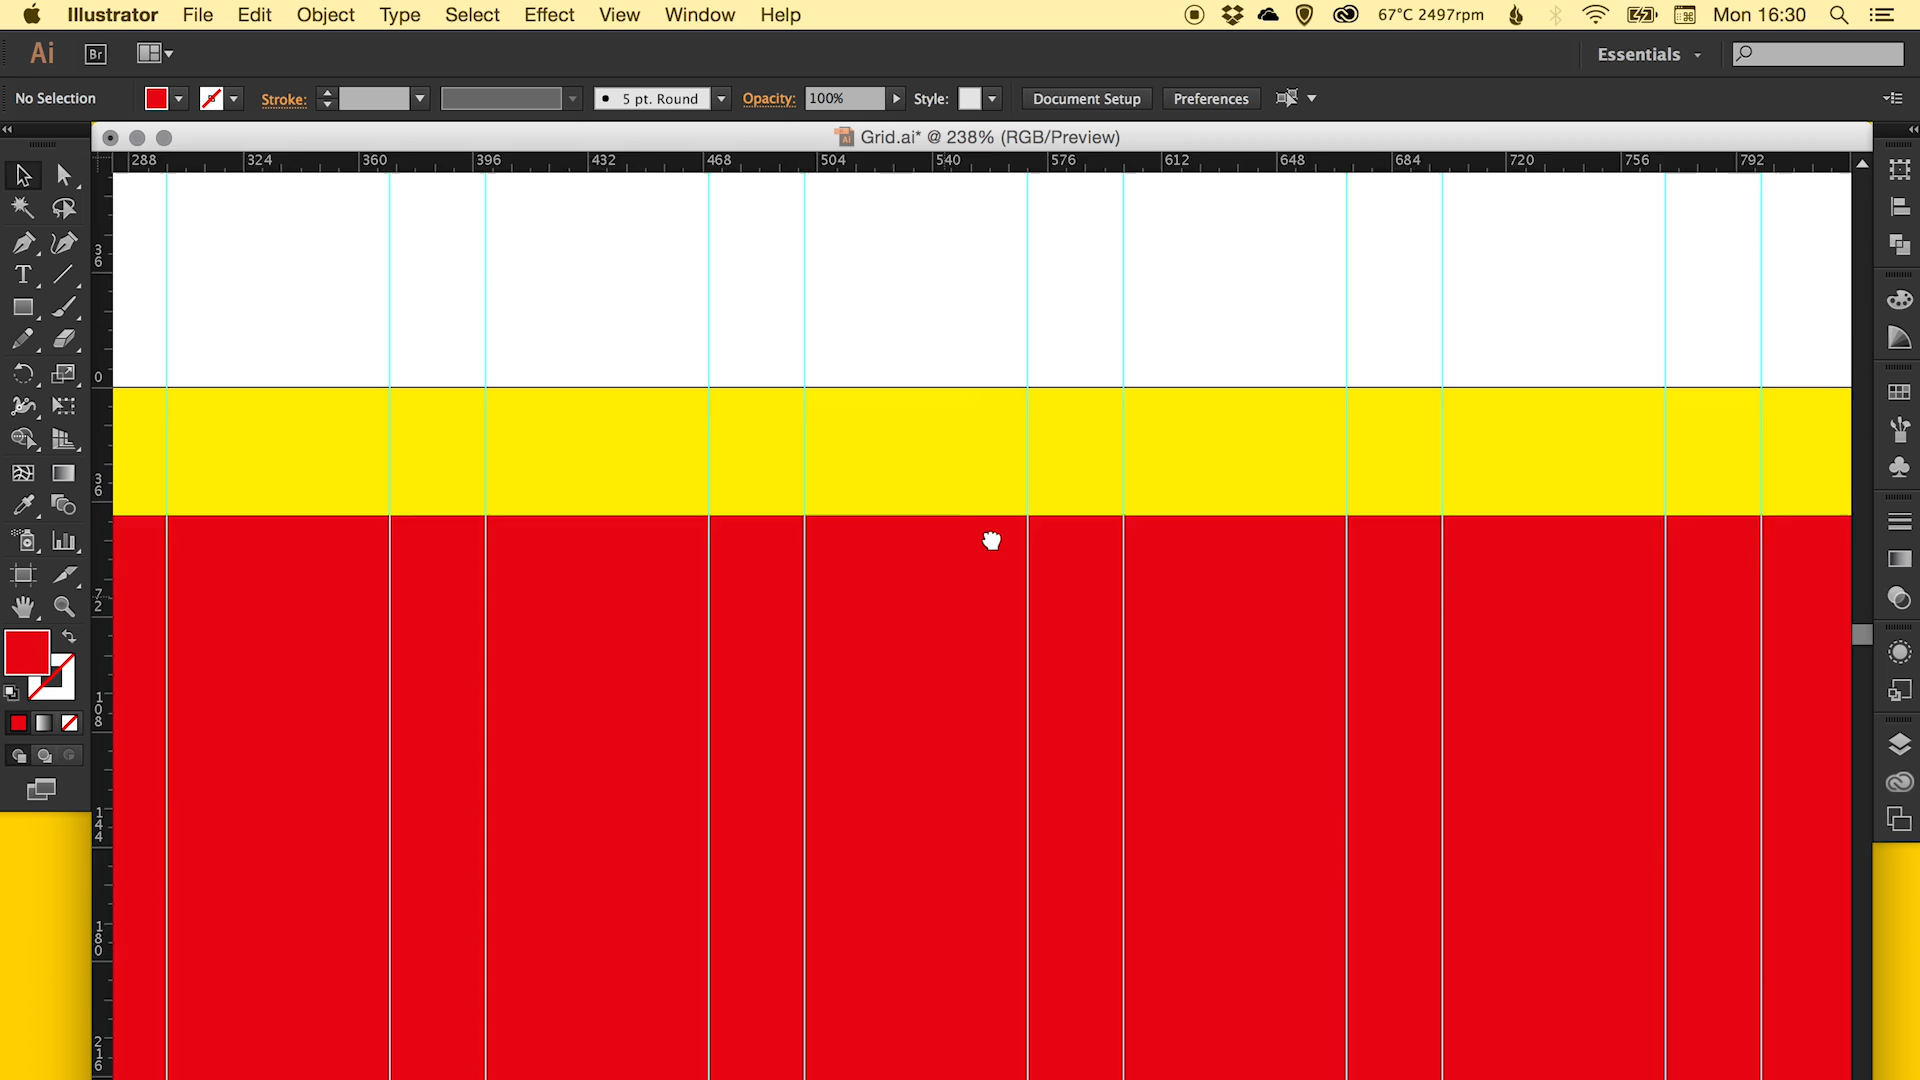 Illustrator File Edit Object Type Select Effect View Window Help 67°C 2497rpm Mon 16:30
Ai Br Essentials
No Selection Stroke: 5 pt. Round Opacity: 100% Style: Document Setup Preferences
Grid.ai* @ 238% (RGB/Preview)
288 324 360 396 432 468 504 540 576 612 648 684 720 756 792
36
0
36
72
108
144
180
216
T